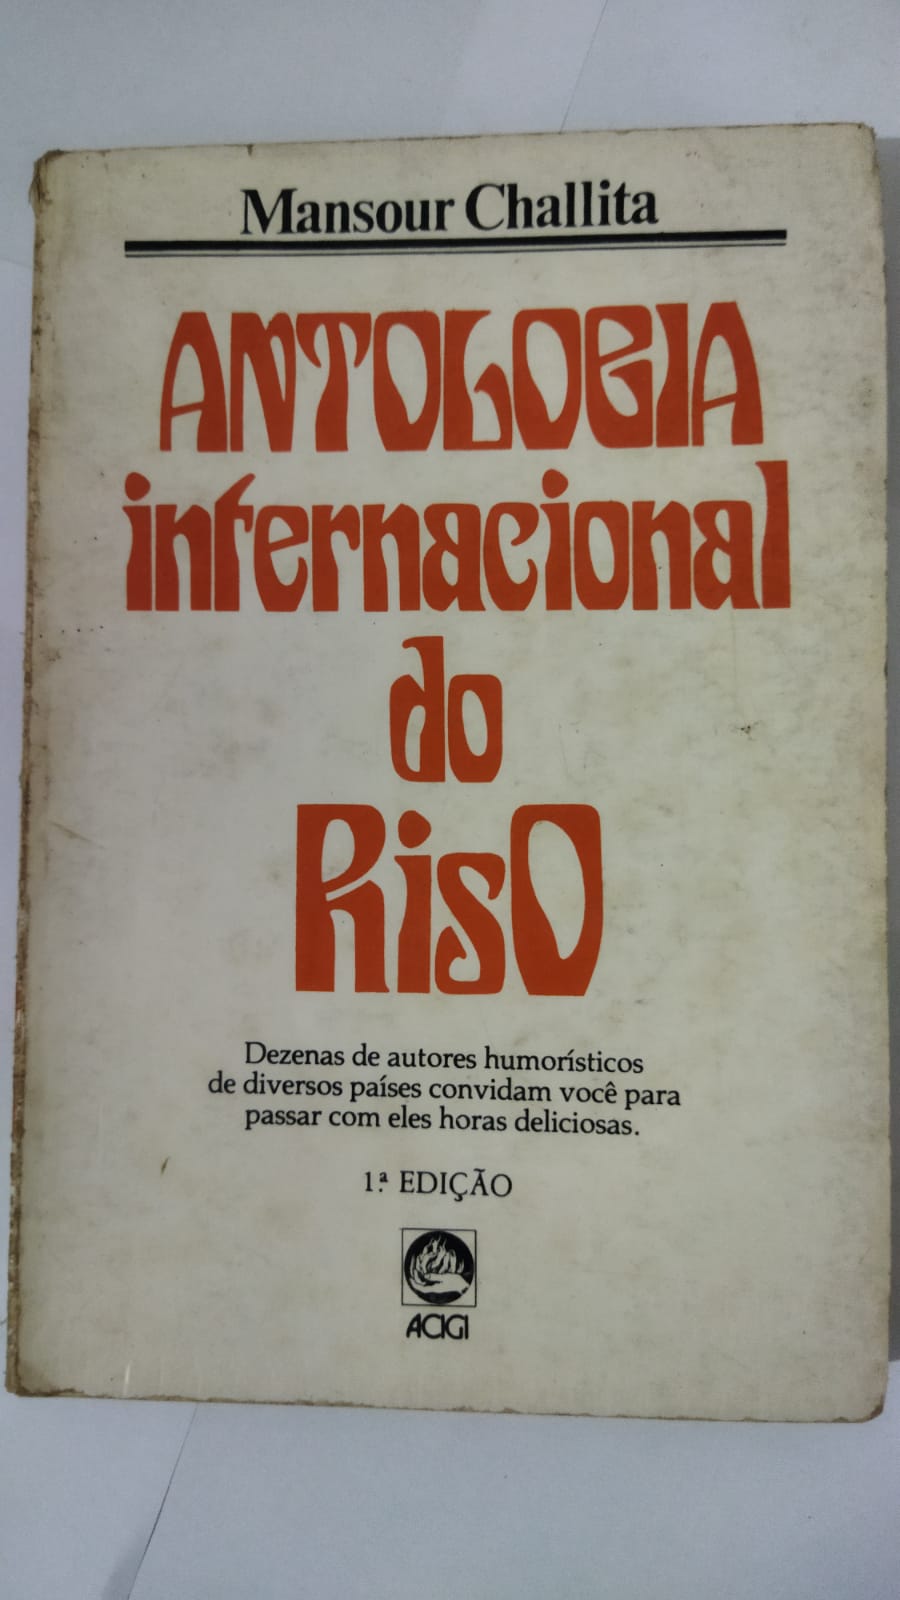 Mansour Challita
ANTOLOGIA
internacional
do
RisO
Dezenas de autores humorísticos
de diversos países convidam você para
passar com eles horas deliciosas.
1ª EDIÇÃO
ACIGI